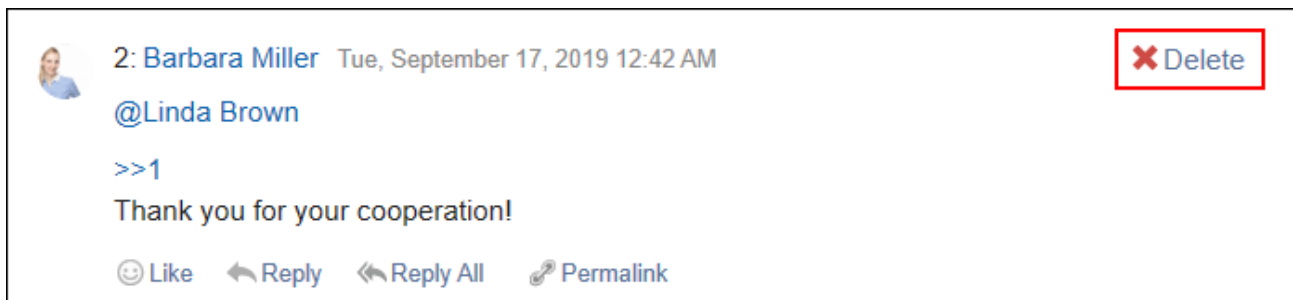 2: Barbara Miller Tue, September 17, 2019 12:42 AM Delete
@Linda Brown
>>1
Thank you for your cooperation!
Like Reply Reply All Permalink